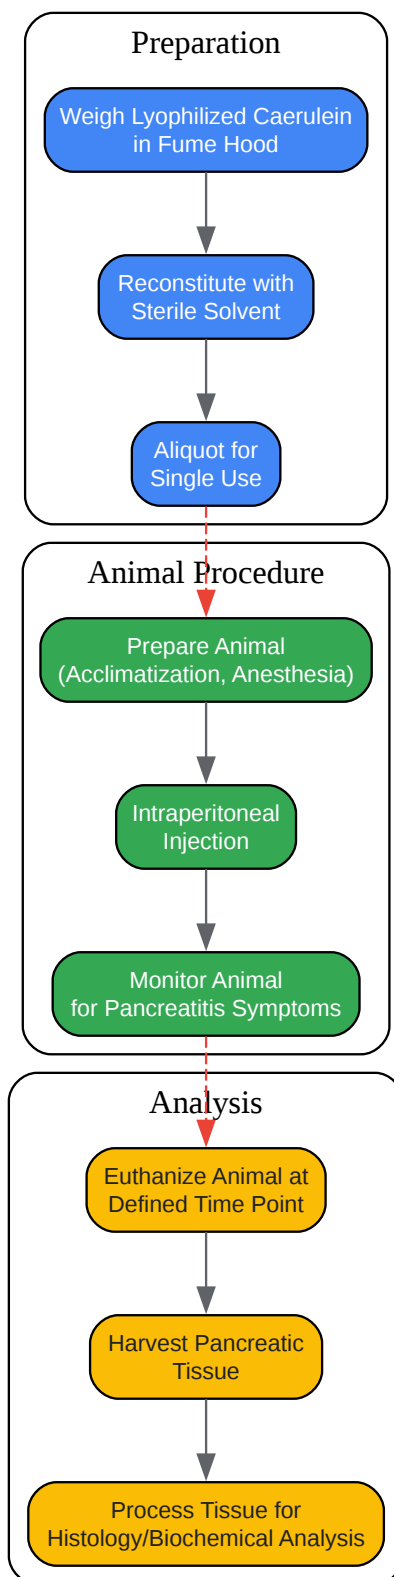 Preparation
Weigh Lyophilized Caerulein
in Fume Hood
Reconstitute with
Sterile Solvent
Aliquot for
Single Use
Animal Procedure
Prepare Animal
(Acclimatization, Anesthesia)
Intraperitoneal
Injection
Monitor Animal
for Pancreatitis Symptoms
Analysis
Euthanize Animal at
Defined Time Point
Harvest Pancreatic
Tissue
Process Tissue for
Histology/Biochemical Analysis